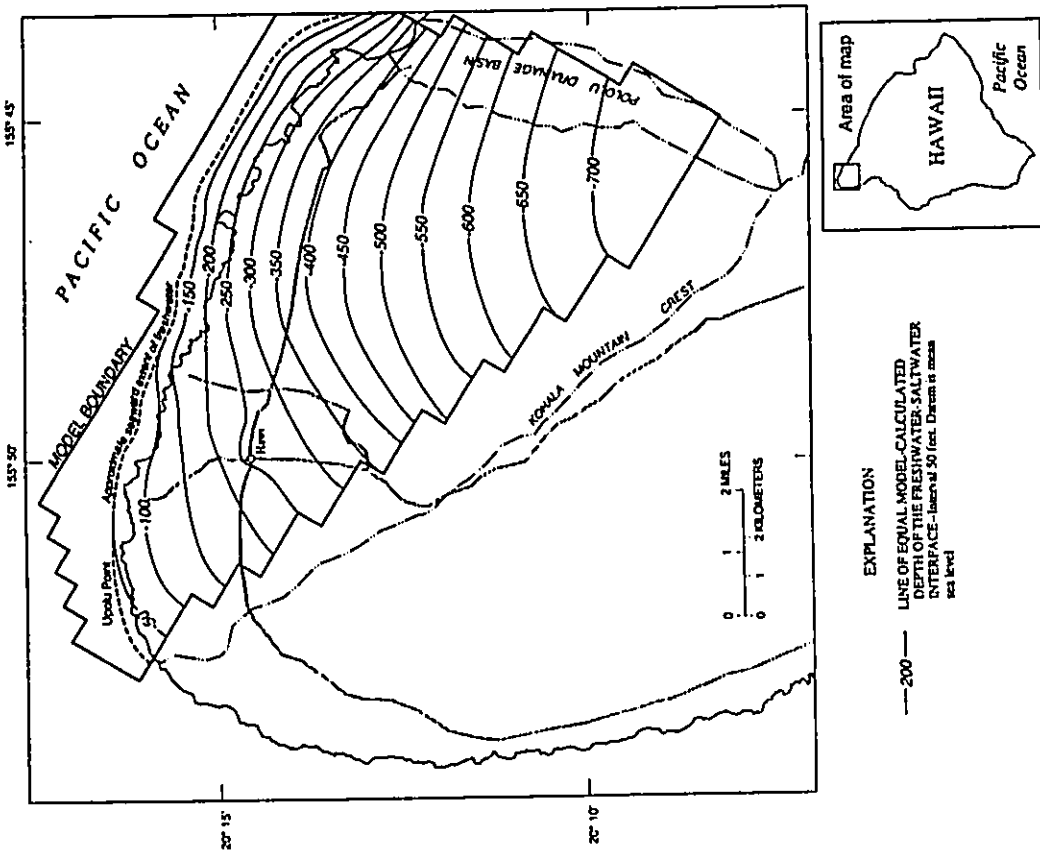 155° 50'
155° 45'
20° 15'
20° 10'
PACIFIC OCEAN
MODEL BOUNDARY
Approximate seaward extent of freshwater
Upolu Point
-100
-150
-200
-250
-300
-350
-400
-450
-500
-550
-600
-650
-700
Hawi
POLOLU DRAINAGE BASIN
KOHALA MOUNTAIN CREST
0 1 2 MILES
0 1 2 KILOMETERS
EXPLANATION
—200— LINE OF EQUAL MODEL-CALCULATED
DEPTH OF THE FRESHWATER-SALTWATER
INTERFACE--Interval 50 feet. Datum is mean
sea level
Area of map
HAWAII
Pacific
Ocean